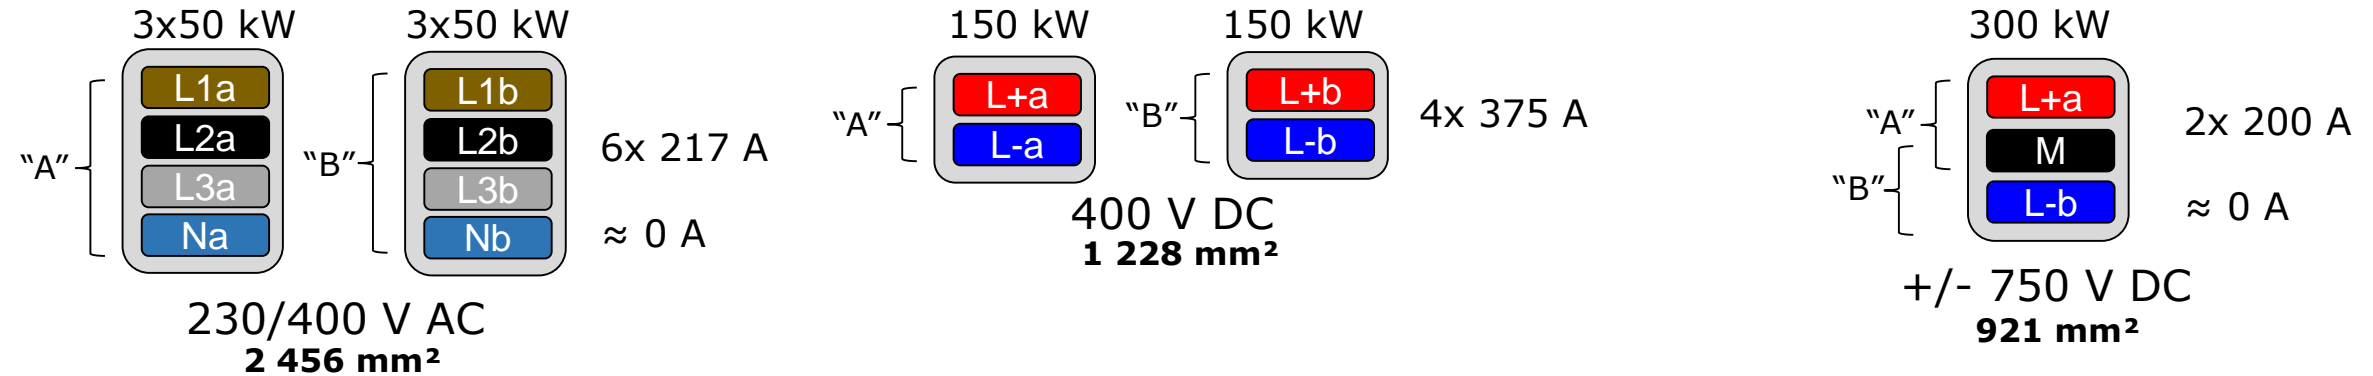 3x50 kW
“A”
L1a
L2a
L3a
Na
3x50 kW
“B”
L1b
L2b
L3b
Nb
6x 217 A
≈ 0 A
230/400 V AC
2 456 mm²
150 kW
“A”
L+a
L-a
150 kW
“B”
L+b
L-b
4x 375 A
400 V DC
1 228 mm²
300 kW
“A”
“B”
L+a
M
L-b
2x 200 A
≈ 0 A
+/- 750 V DC
921 mm²